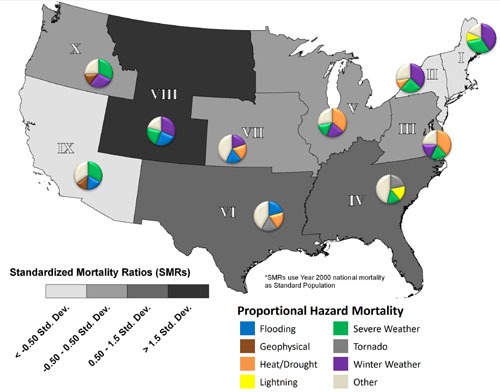 X
I
II
VIII
V
VII
III
IX
IV
VI
*SMRs use Year 2000 national mortality
as Standard Population
Standardized Mortality Ratios (SMRs)
< -0.50 Std. Dev.
-0.50 - 0.50 Std. Dev.
0.50 - 1.5 Std. Dev.
> 1.5 Std. Dev.
Proportional Hazard Mortality
Flooding
Severe Weather
Geophysical
Tornado
Heat/Drought
Winter Weather
Lightning
Other